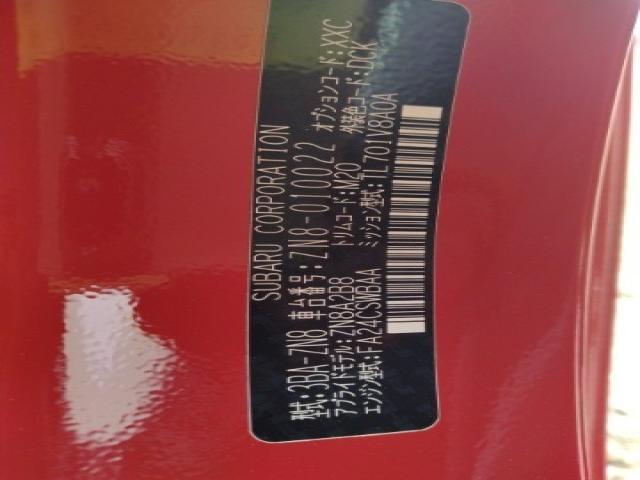 SUBARU CORPORATION
型式:3BA-ZN8 車台番号:ZN8-010022 オプションコード:XXC
アプライドモデル:ZN8A2B8 トリムコード:M20 外装色コード:DCK
エンジン型式:FA24CSWBAA ミッション型式:TL701V8A0A